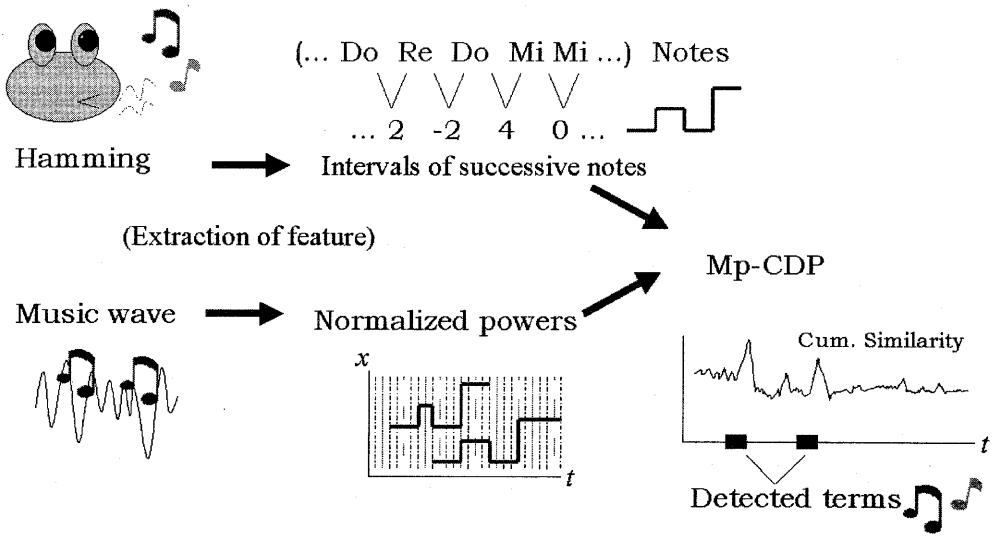 (... Do Re Do Mi Mi ...) Notes
... 2 -2 4 0 ...
Hamming
Intervals of successive notes
(Extraction of feature)
Mp-CDP
Music wave
Normalized powers
x
t
Cum. Similarity
t
Detected terms